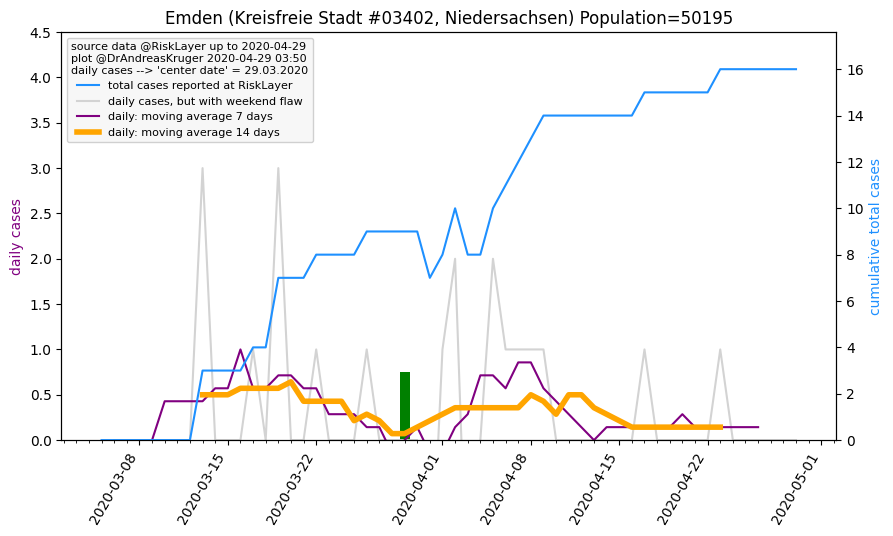 Emden (Kreisfreie Stadt #03402, Niedersachsen) Population=50195
source data @RiskLayer up to 2020-04-29
plot @DrAndreasKruger 2020-04-29 03:50
daily cases --> 'center date' = 29.03.2020
total cases reported at RiskLayer
daily cases, but with weekend flaw
daily: moving average 7 days
daily: moving average 14 days
daily cases
4.5
4.0
3.5
3.0
2.5
2.0
1.5
1.0
0.5
0.0
16
14
12
10
8
6
4
2
0
cumulative total cases
2020-03-08
2020-03-15
2020-03-22
2020-04-01
2020-04-08
2020-04-15
2020-04-22
2020-05-01